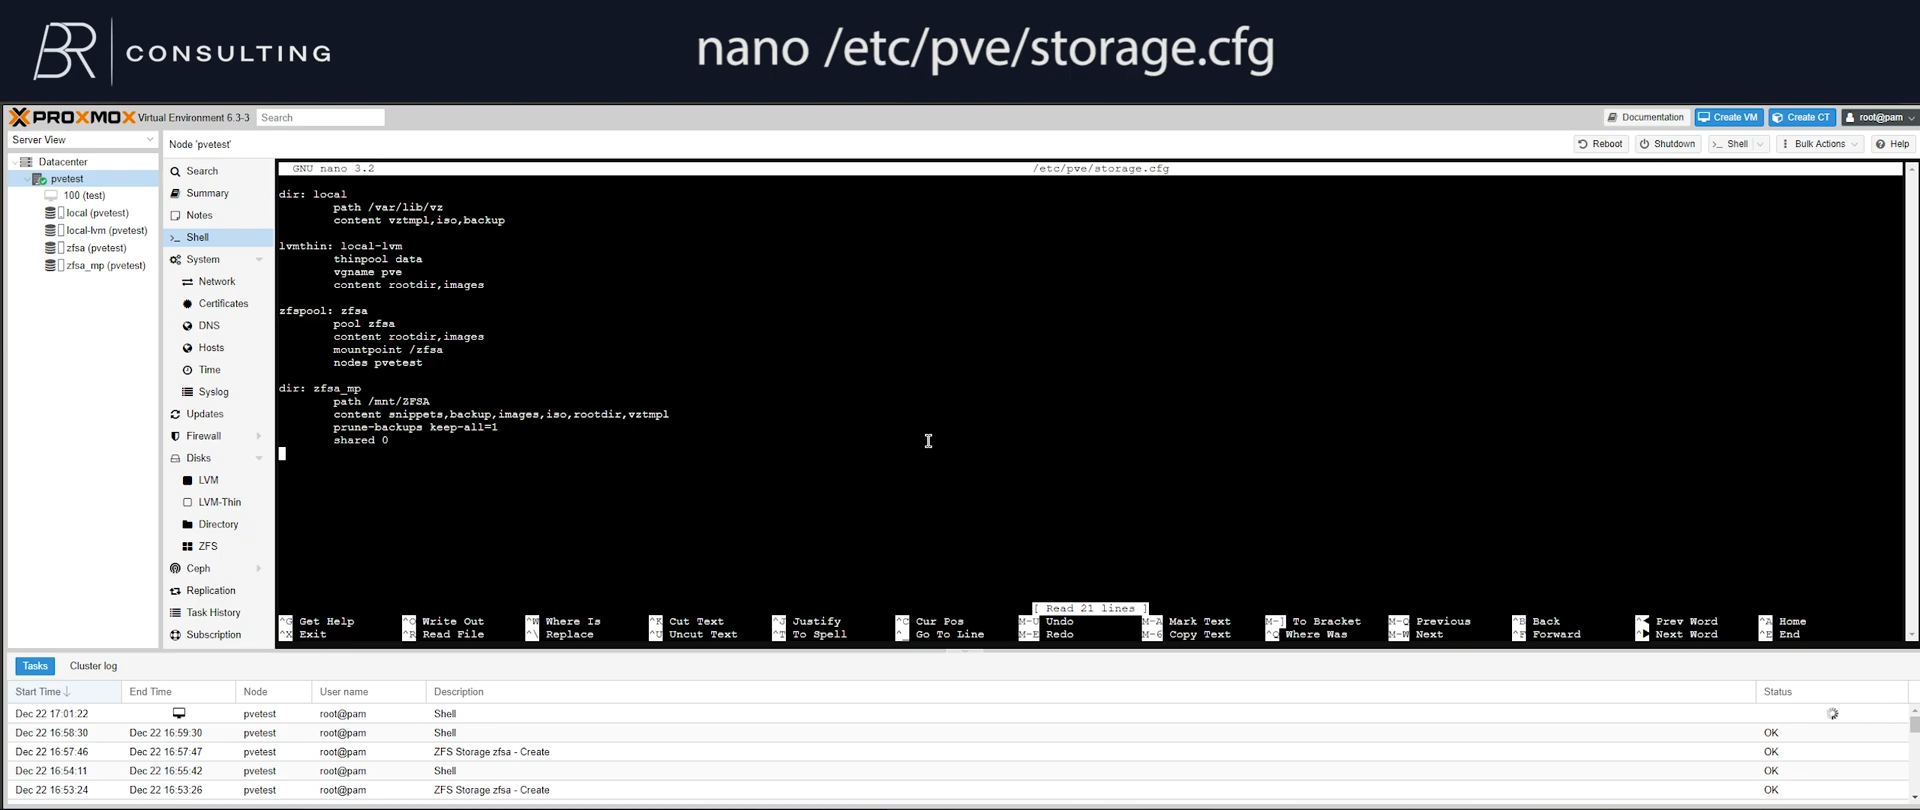 BR CONSULTING
nano /etc/pve/storage.cfg
PROXMOX Virtual Environment 6.3-3 Search
Documentation Create VM Create CT root@pam
Server View
Node 'pvetest'
Reboot Shutdown Shell Bulk Actions Help
Datacenter
pvetest
100 (test)
local (pvetest)
local-lvm (pvetest)
zfsa (pvetest)
zfsa_mp (pvetest)
Search
Summary
Notes
Shell
System
Network
Certificates
DNS
Hosts
Time
Syslog
Updates
Firewall
Disks
LVM
LVM-Thin
Directory
ZFS
Ceph
Replication
Task History
Subscription
GNU nano 3.2 /etc/pve/storage.cfg
dir: local
path /var/lib/vz
content vztmpl,iso,backup
lvmthin: local-lvm
thinpool data
vgname pve
content rootdir,images
zfspool: zfsa
pool zfsa
content rootdir,images
mountpoint /zfsa
nodes pvetest
dir: zfsa_mp
path /mnt/ZFSA
content snippets,backup,images,iso,rootdir,vztmpl
prune-backups keep-all=1
shared 0
[ Read 21 lines ]
^G Get Help ^O Write Out ^W Where Is ^K Cut Text ^J Justify ^C Cur Pos M-U Undo M-A Mark Text M-] To Bracket M-Q Previous ^B Back Prev Word ^A Home
^X Exit ^R Read File ^\ Replace ^U Uncut Text ^T To Spell ^_ Go To Line M-E Redo M-6 Copy Text ^Q Where Was M-W Next ^F Forward Next Word ^E End
Tasks Cluster log
Start Time End Time Node User name Description Status
Dec 22 17:01:22 pvetest root@pam Shell
Dec 22 16:58:30 Dec 22 16:59:30 pvetest root@pam Shell OK
Dec 22 16:57:46 Dec 22 16:57:47 pvetest root@pam ZFS Storage zfsa - Create OK
Dec 22 16:54:11 Dec 22 16:55:42 pvetest root@pam Shell OK
Dec 22 16:53:24 Dec 22 16:53:26 pvetest root@pam ZFS Storage zfsa - Create OK